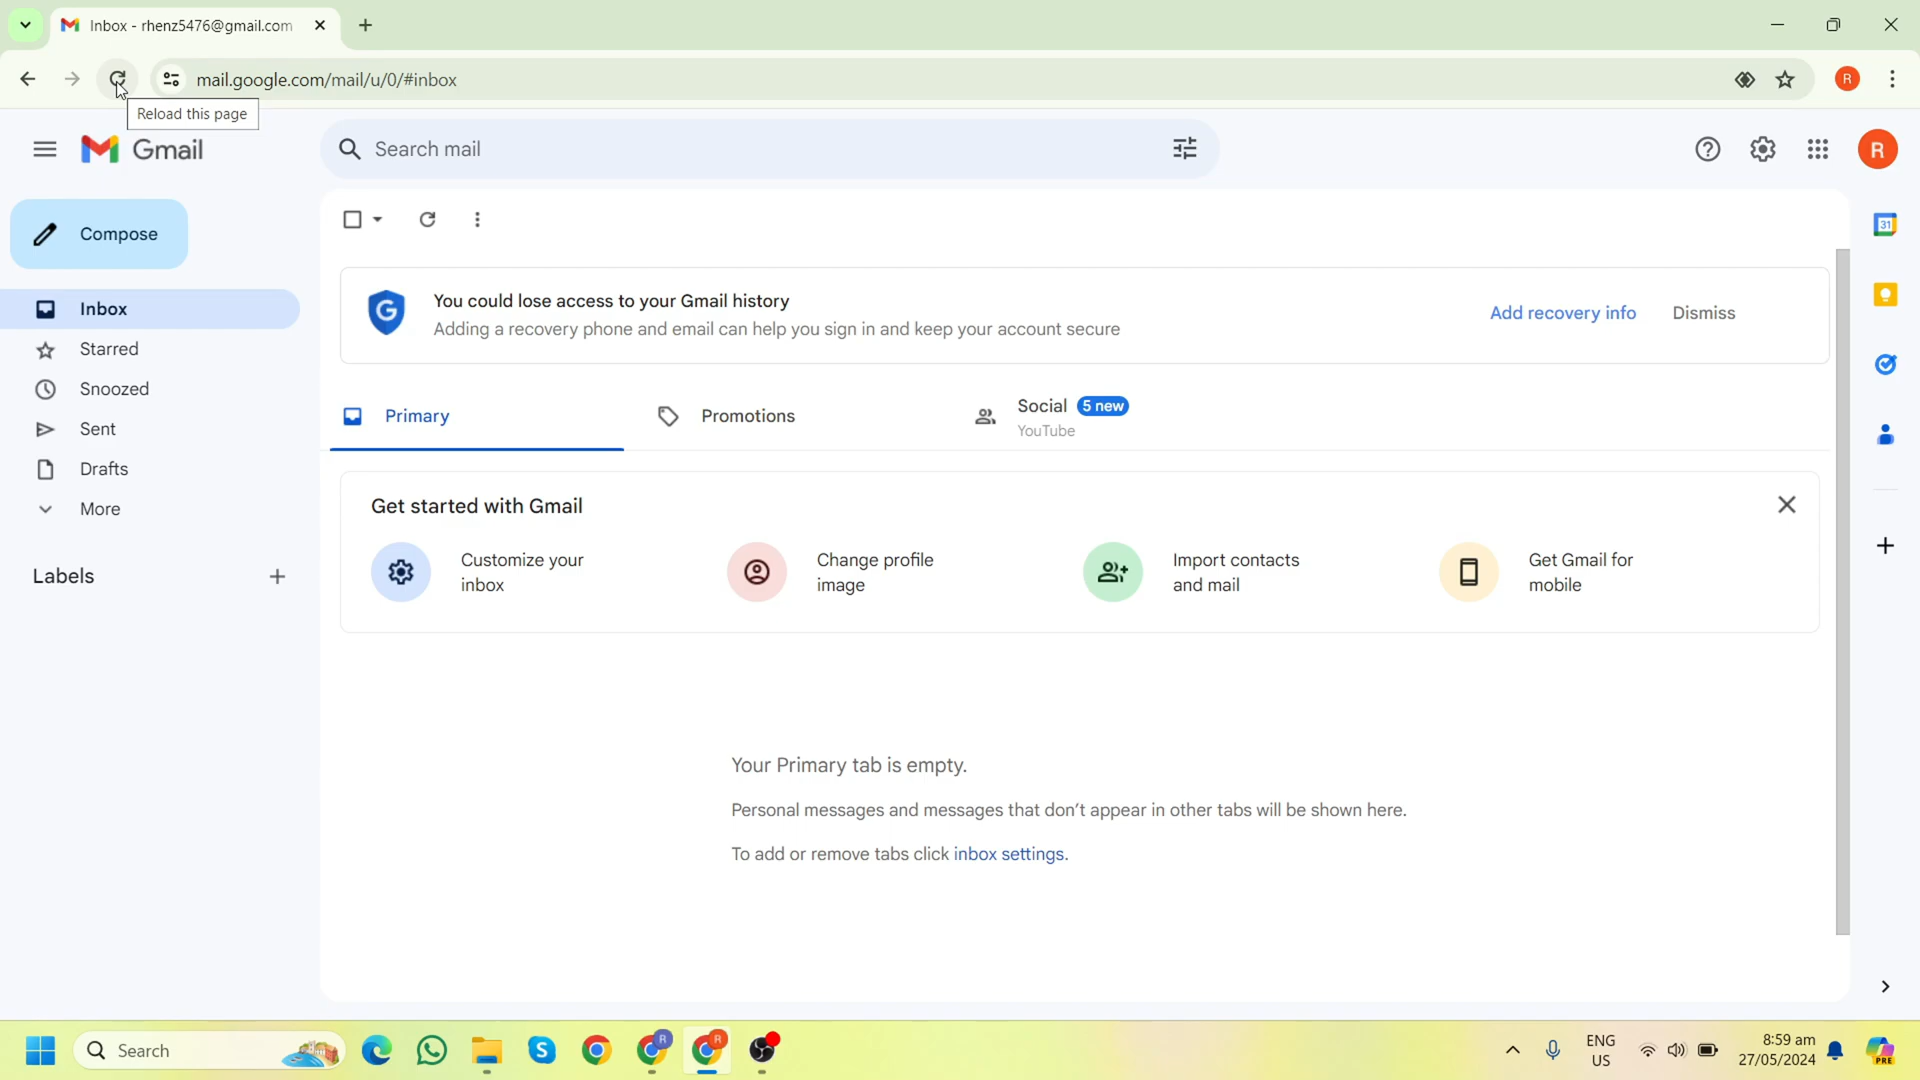 Inbox - rhenz5476@gmail.com
mail.google.com/mail/u/0/#inbox
R
Reload this page
Gmail
Search mail
R
Compose
31
Inbox
Starred
Snoozed
Sent
Drafts
More
Labels
G
You could lose access to your Gmail history
Adding a recovery phone and email can help you sign in and keep your account secure
Add recovery info
Dismiss
Primary
Promotions
Social
5 new
YouTube
Get started with Gmail
Customize your
inbox
Change profile
image
Import contacts
and mail
Get Gmail for
mobile
Your Primary tab is empty.
Personal messages and messages that don't appear in other tabs will be shown here.
To add or remove tabs click inbox settings.
Search
S
R
R
ENG
US
8:59 am
27/05/2024
PRE